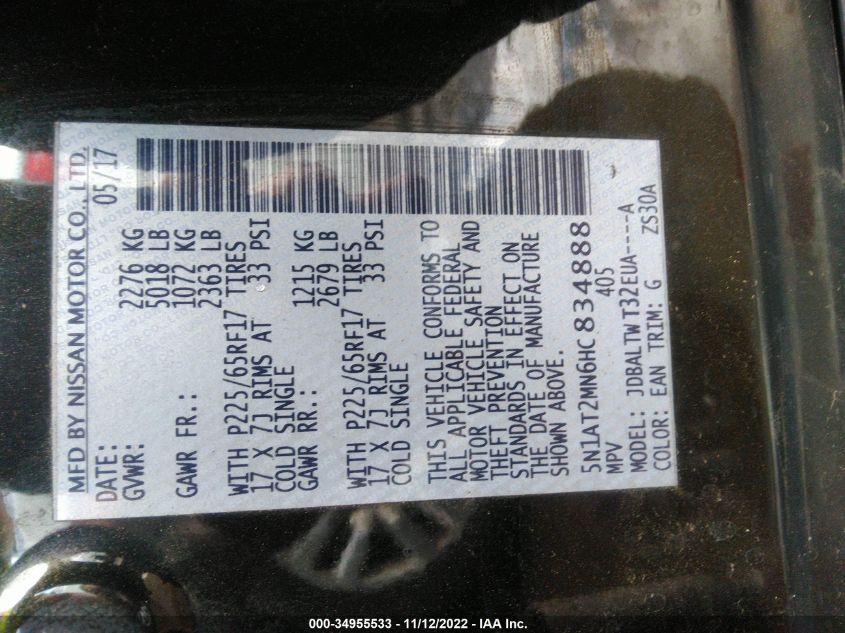 MFD BY NISSAN MOTOR CO., LTD.
DATE: 05/17
GVWR: 2276 KG
5018 LB
GAWR FR.: 1072 KG
2363 LB
WITH P225/65RF17 TIRES
17 X 7J RIMS AT 33 PSI
COLD SINGLE
GAWR RR.: 1215 KG
2679 LB
WITH P225/65RF17 TIRES
17 X 7J RIMS AT 33 PSI
COLD SINGLE
THIS VEHICLE CONFORMS TO
ALL APPLICABLE FEDERAL
MOTOR VEHICLE SAFETY AND
THEFT PREVENTION
STANDARDS IN EFFECT ON
THE DATE OF MANUFACTURE
SHOWN ABOVE.
5N1AT2MN6HC834888
MPV 405
MODEL: JDBALTWT32EUA----A
COLOR: EAN TRIM: G ZS30A
000-34955533 - 11/12/2022 - IAA Inc.